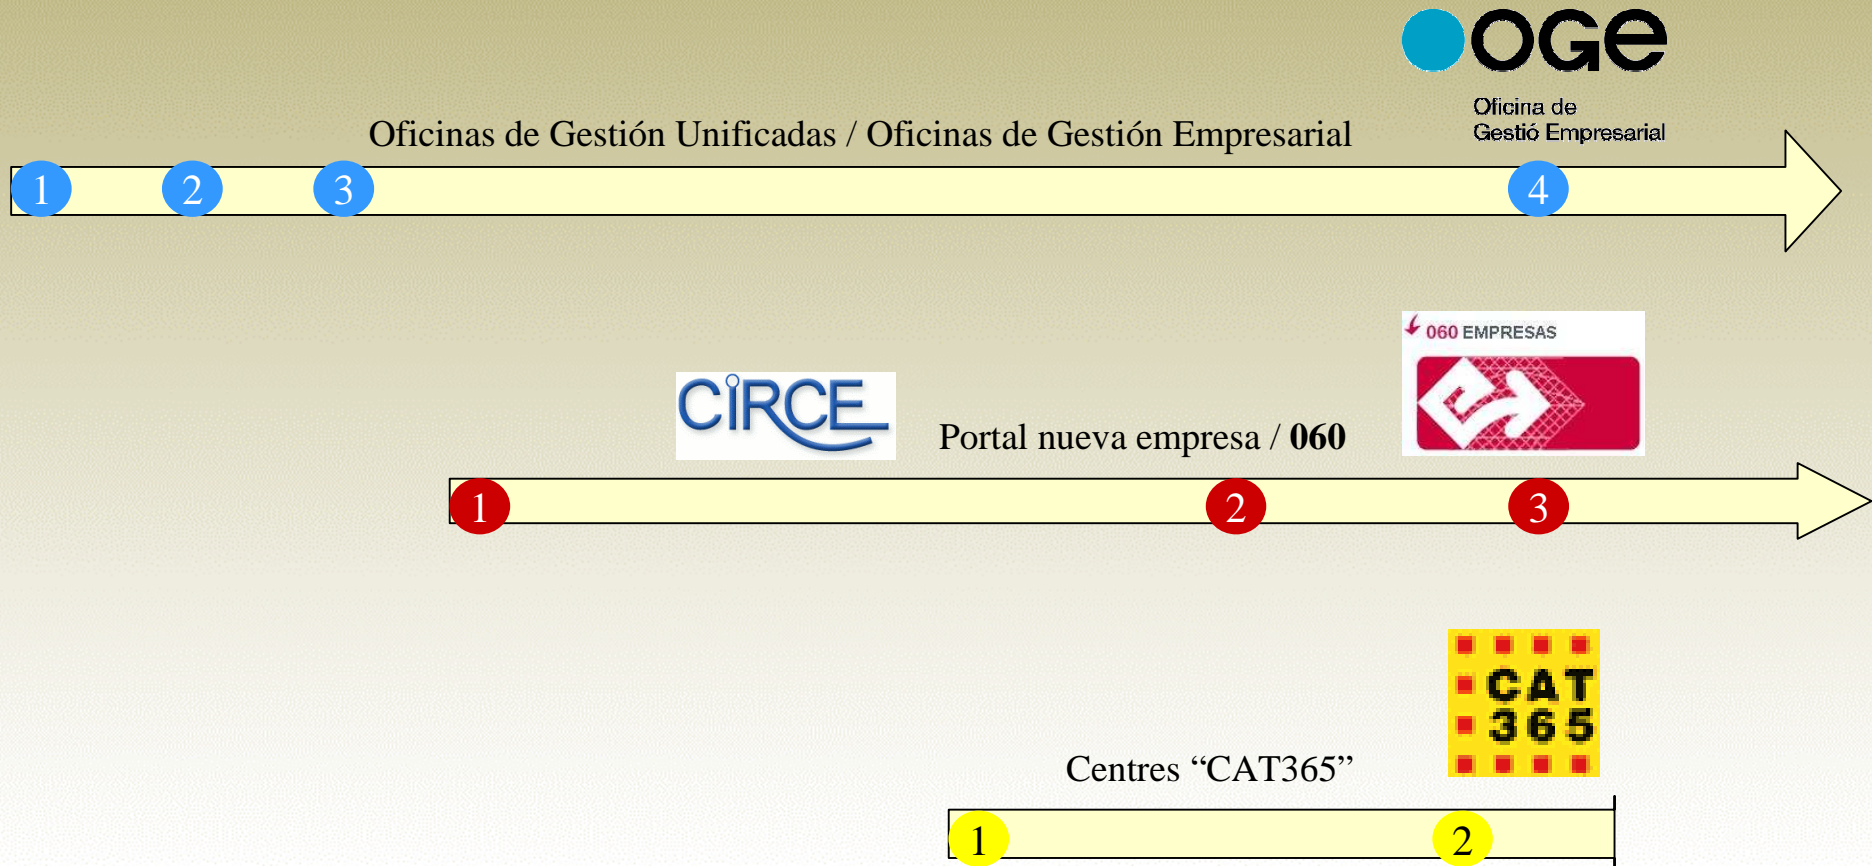 oGe
Oficina de
Gestió Empresarial
Oficinas de Gestión Unificadas / Oficinas de Gestión Empresarial
1 2 3 4
060 EMPRESAS
CIRCE
Portal nueva empresa / 060
1 2 3
CAT
365
Centres “CAT365”
1 2